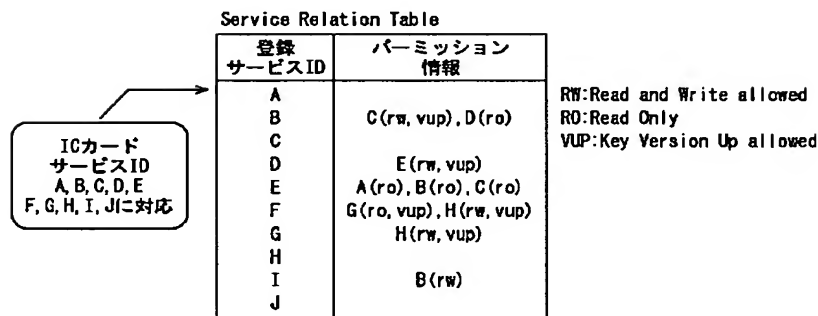 Service Relation Table
登録
サービスID
パーミッション
情報
A
B C(rw, vup), D(ro)
C
D E(rw, vup)
E A(ro), B(ro), C(ro)
F G(ro, vup), H(rw, vup)
G H(rw, vup)
H
I B(rw)
J
RW:Read and Write allowed
RO:Read Only
VUP:Key Version Up allowed
ICカード
サービスID
A, B, C, D, E
F, G, H, I, Jに対応